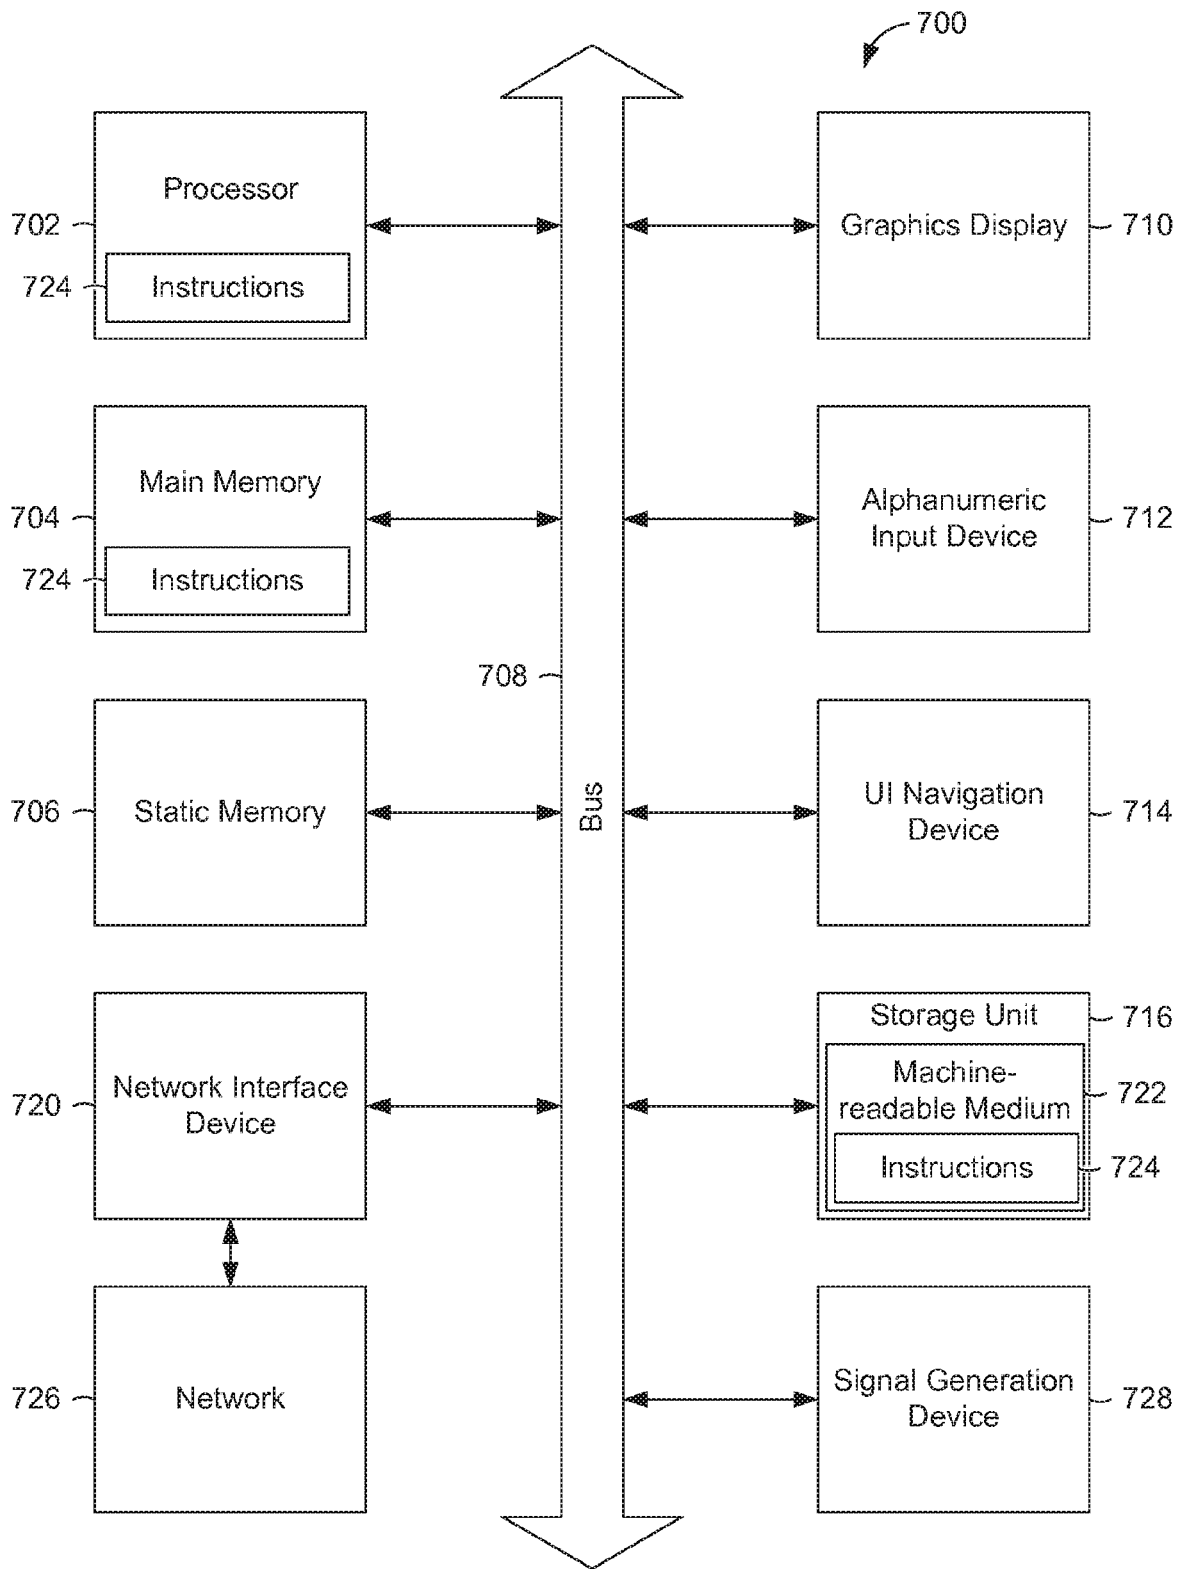 700
Processor
702
724
Instructions
Graphics Display
710
Main Memory
704
724
Instructions
Alphanumeric
Input Device
712
708
Bus
Static Memory
706
UI Navigation
Device
714
Network Interface
Device
720
Storage Unit
716
Machine-
readable Medium
722
Instructions
724
Network
726
Signal Generation
Device
728